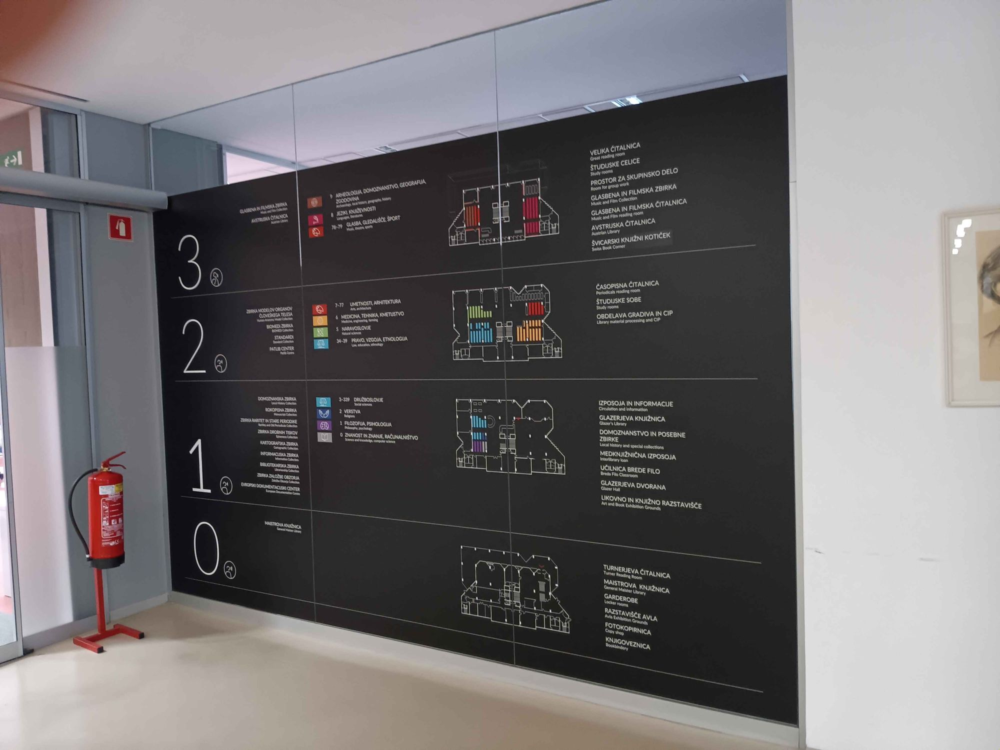 3
GLASBENA IN FILMSKA ZBIRKA
Music and Film Collection
AVSTRIJSKA ČITALNICA
Austrian Library
9 ARHEOLOGIJA, DOMOZNANSTVO, GEOGRAFIJA,
ZGODOVINA
Archaeology, local history, geography, history
8 JEZIKI, KNJIŽEVNOSTI
Languages, literatures
78-79 GLASBA, GLEDALIŠČE, ŠPORT
Music, theatre, sports
VELIKA ČITALNICA
Great reading room
ŠTUDIJSKE CELICE
Study rooms
PROSTOR ZA SKUPINSKO DELO
Room for group work
GLASBENA IN FILMSKA ZBIRKA
Music and Film Collection
GLASBENA IN FILMSKA ČITALNICA
Music and Film reading room
AVSTRIJSKA ČITALNICA
Austrian Library
ŠVICARSKI KNJIŽNI KOTIČEK
Swiss Book Corner
2
ZBIRKA MODELOV ORGANOV
ČLOVEŠKEGA TELESA
Human Anatomy Model Collection
BIOMEDI ZBIRKA
BIOMEDI Collection
STANDARDI
Standard Collection
PATLIB CENTER
Patlib Centre
7-77 UMETNOSTI, ARHITEKTURA
Arts, architecture
6 MEDICINA, TEHNIKA, KMETIJSTVO
Medicine, engineering, farming
5 NARAVOSLOVJE
Natural sciences
34-39 PRAVO, VZGOJA, ETNOLOGIJA
Law, education, ethnology
ČASOPISNA ČITALNICA
Periodicals reading room
ŠTUDIJSKE SOBE
Study rooms
OBDELAVA GRADIVA IN CIP
Library material processing and CIP
1
DOMOZNANSKA ZBIRKA
Local History Collection
ROKOPISNA ZBIRKA
Manuscript Collection
ZBIRKA RARITET IN STARE PERIODIKE
Rarities and Old Periodicals Collection
ZBIRKA DROBNIH TISKOV
Ephemera Collection
KARTOGRAFSKA ZBIRKA
Cartographic Collection
INFORMACIJSKA ZBIRKA
Information Collection
BIBLIOTEKARSKA ZBIRKA
Librarianship Collection
ZBIRKA ZALOŽBE OBZORJA
Založba Obzorja Collection
EVROPSKI DOKUMENTACIJSKI CENTER
European Documentation Centre
3-339 DRUŽBOSLOVJE
Social sciences
2 VERSTVA
Religions
1 FILOZOFIJA, PSIHOLOGIJA
Philosophy, psychology
0 ZNANOST IN ZNANJE, RAČUNALNIŠTVO
Science and knowledge, computer science
IZPOSOJA IN INFORMACIJE
Circulation and information
GLAZERJEVA KNJIŽNICA
Glazer's Library
DOMOZNANSTVO IN POSEBNE
ZBIRKE
Local history and special collections
MEDKNJIŽNIČNA IZPOSOJA
Interlibrary loan
UČILNICA BREDE FILO
Breda Filo Classroom
GLAZERJEVA DVORANA
Glazer Hall
LIKOVNO IN KNJIŽNO RAZSTAVIŠČE
Art and Book Exhibition Grounds
0
MAISTROVA KNJIŽNICA
General Maister Library
TURNERJEVA ČITALNICA
Turner Reading Room
MAISTROVA KNJIŽNICA
General Maister Library
GARDEROBE
Locker rooms
RAZSTAVIŠČE AVLA
Avla Exhibition Grounds
FOTOKOPIRNICA
Copy shop
KNJIGOVEZNICA
Bookbindery